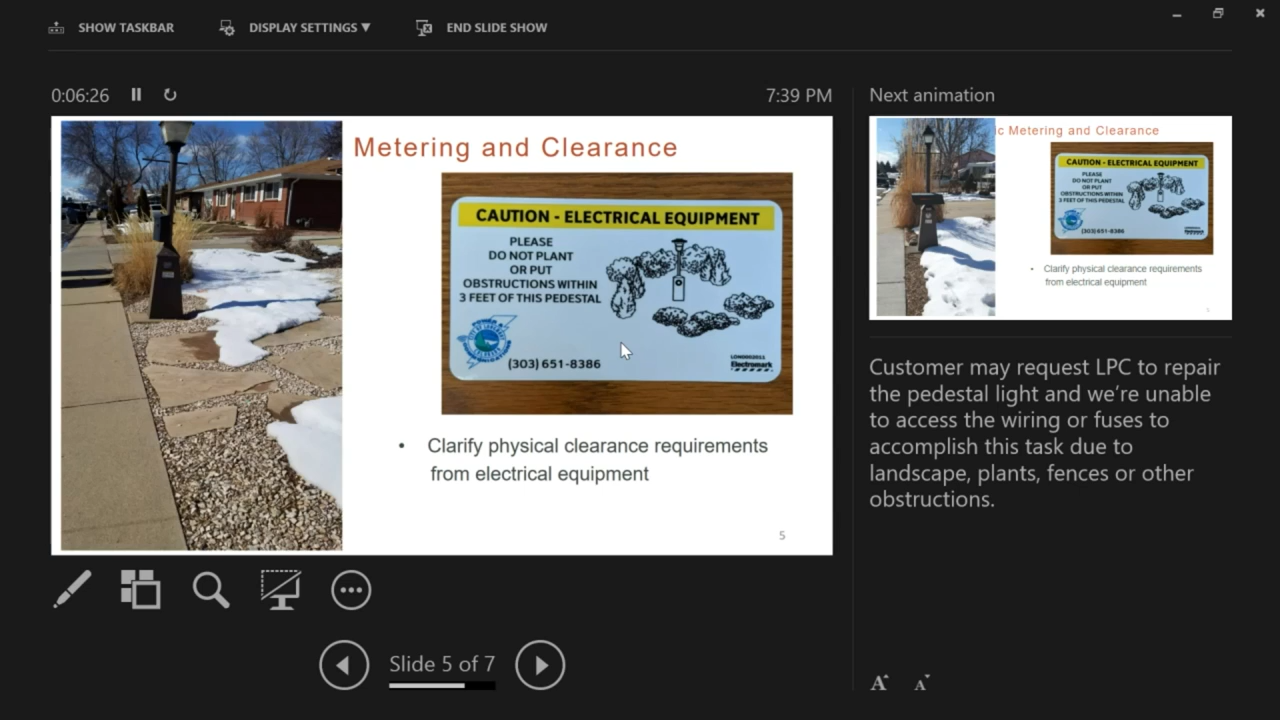 SHOW TASKBAR
DISPLAY SETTINGS ▼
END SLIDE SHOW
0:06:26
7:39 PM
Metering and Clearance
CAUTION - ELECTRICAL EQUIPMENT
PLEASE
DO NOT PLANT
OR PUT
OBSTRUCTIONS WITHIN
3 FEET OF THIS PEDESTAL
(303) 651-8386
Electromark
• Clarify physical clearance requirements
from electrical equipment
5
Slide 5 of 7
Next animation
ic Metering and Clearance
CAUTION - ELECTRICAL EQUIPMENT
PLEASE
DO NOT PLANT
OR PUT
OBSTRUCTIONS WITHIN
3 FEET OF THIS PEDESTAL
(303) 651-8386
• Clarify physical clearance requirements
from electrical equipment
Customer may request LPC to repair
the pedestal light and we’re unable
to access the wiring or fuses to
accomplish this task due to
landscape, plants, fences or other
obstructions.
A A